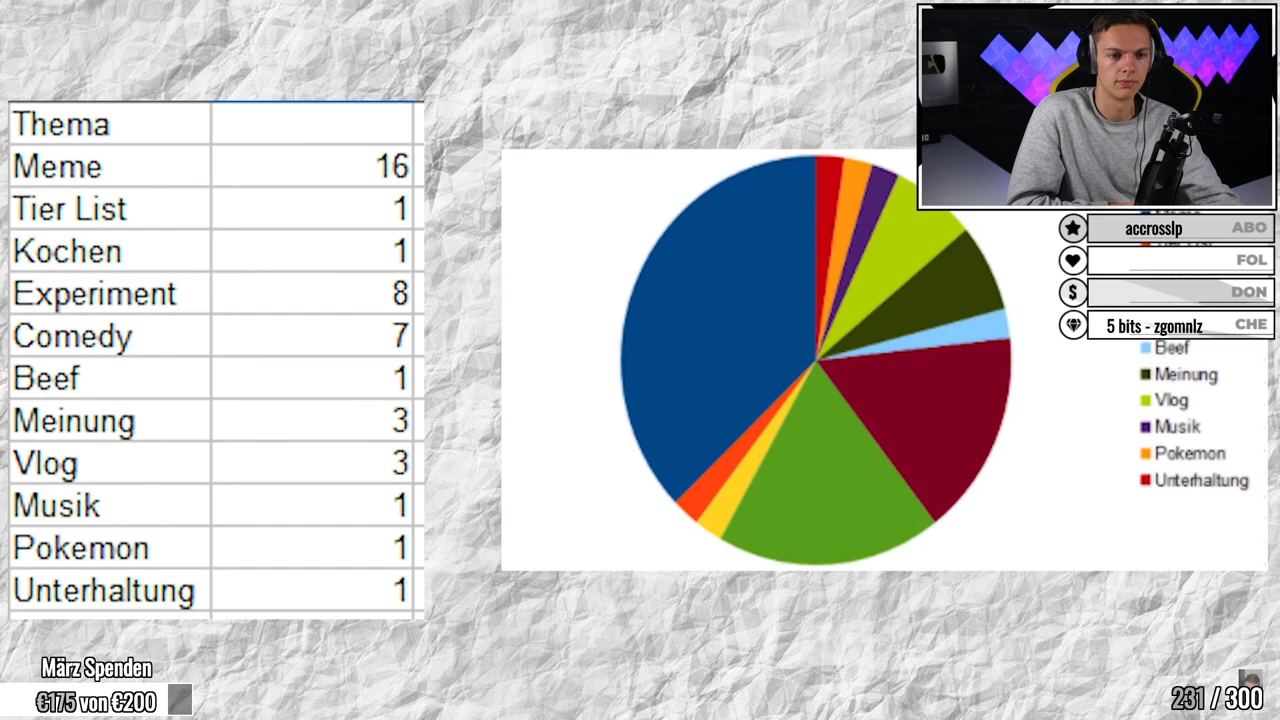 Thema
Meme 16
Tier List 1
Kochen 1
Experiment 8
Comedy 7
Beef 1
Meinung 3
Vlog 3
Musik 1
Pokemon 1
Unterhaltung 1
accrosslp ABO
FOL
DON
5 bits - zgomnlz CHE
Beef
Meinung
Vlog
Musik
Pokemon
Unterhaltung
März Spenden
€175 von €200
231 / 300